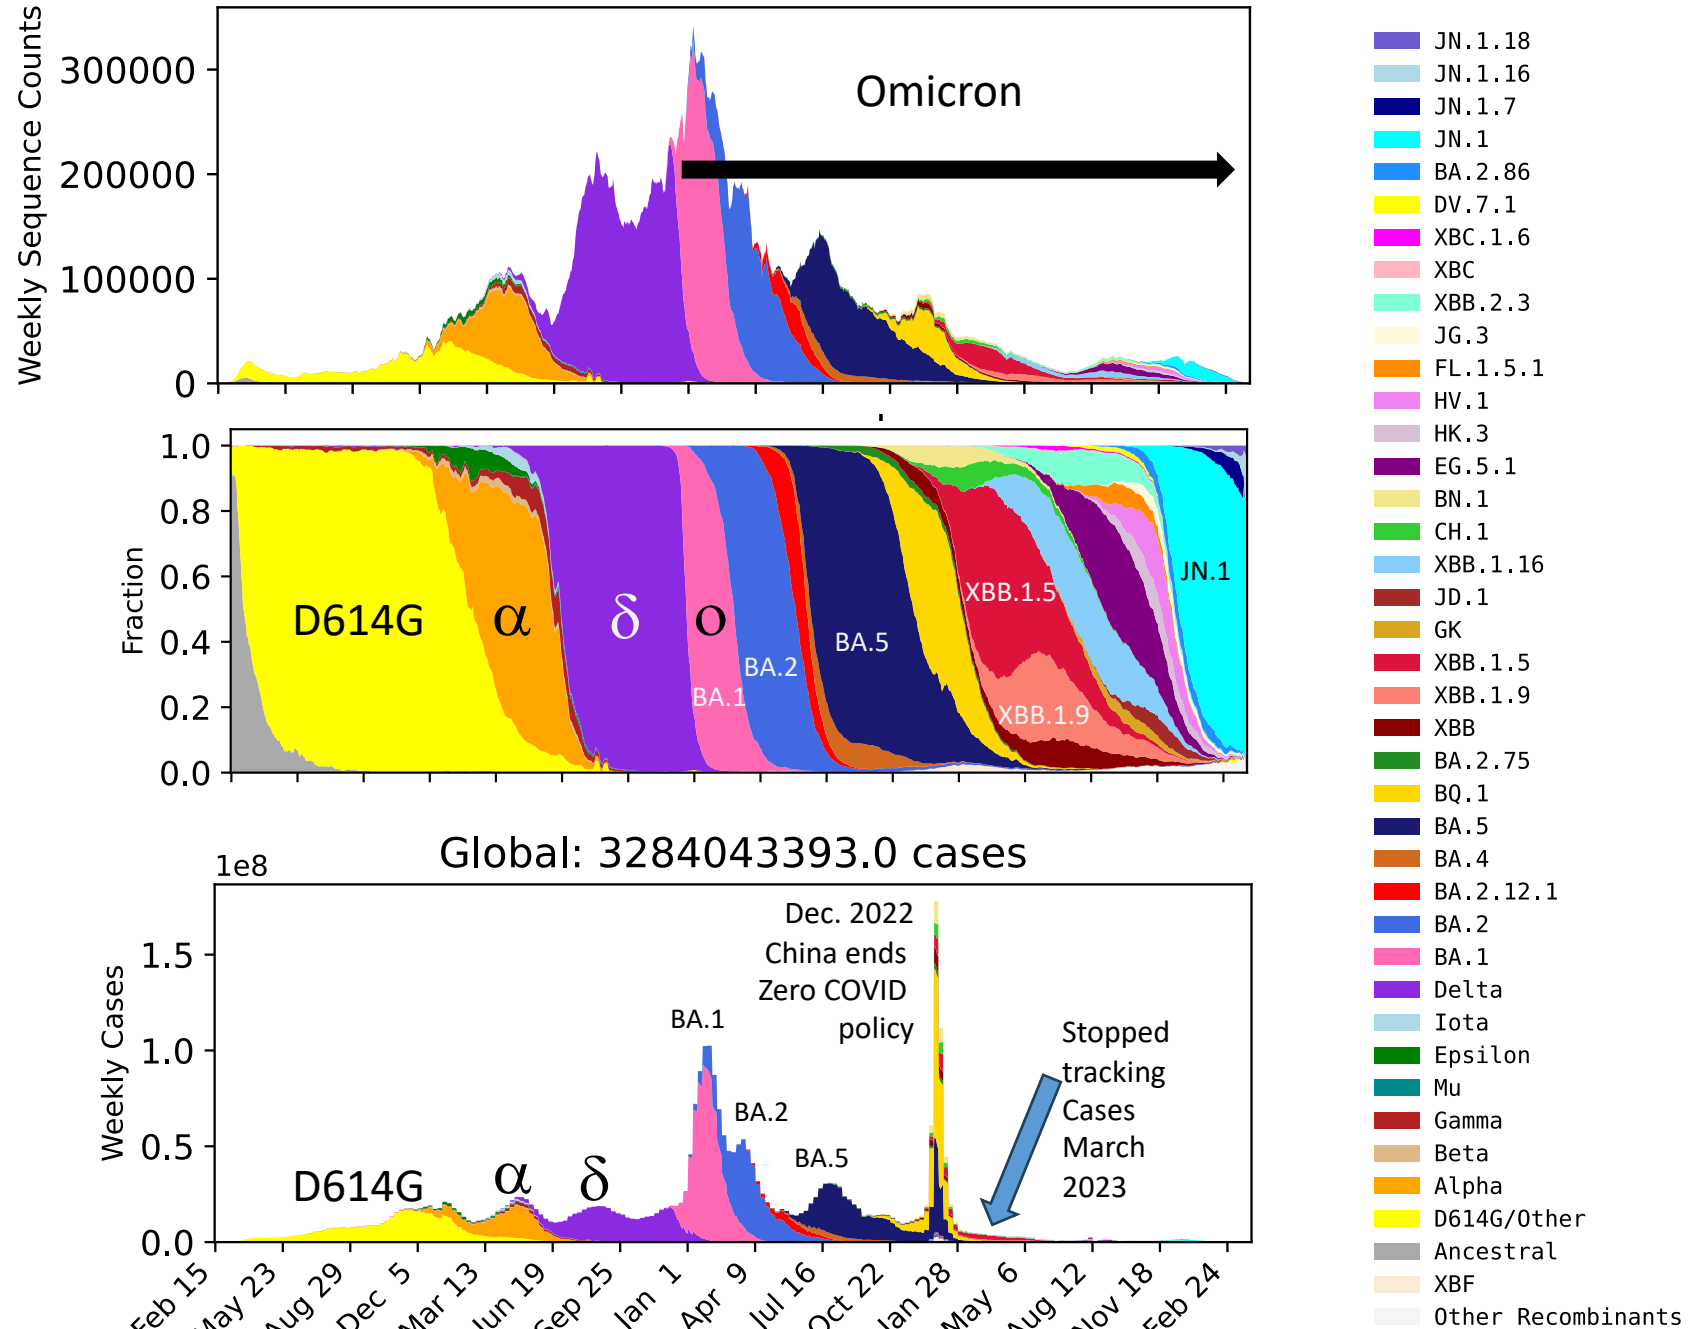 Weekly Sequence Counts
300000
200000
100000
0
Omicron
Fraction
1.0
0.8
0.6
0.4
0.2
0.0
D614G
α
δ
o
BA.1
BA.2
BA.5
XBB.1.5
XBB.1.9
JN.1
Global: 3284043393.0 cases
1e8
Weekly Cases
1.5
1.0
0.5
0.0
D614G
α
δ
BA.1
BA.2
BA.5
Dec. 2022
China ends
Zero COVID
policy
Stopped
tracking
Cases
March
2023
Feb 15
May 23
Aug 29
Dec 5
Mar 13
Jun 19
Sep 25
Jan 1
Apr 9
Jul 16
Oct 22
Jan 28
May 6
Aug 12
Nov 18
Feb 24
JN.1.18
JN.1.16
JN.1.7
JN.1
BA.2.86
DV.7.1
XBC.1.6
XBC
XBB.2.3
JG.3
FL.1.5.1
HV.1
HK.3
EG.5.1
BN.1
CH.1
XBB.1.16
JD.1
GK
XBB.1.5
XBB.1.9
XBB
BA.2.75
BQ.1
BA.5
BA.4
BA.2.12.1
BA.2
BA.1
Delta
Iota
Epsilon
Mu
Gamma
Beta
Alpha
D614G/Other
Ancestral
XBF
Other Recombinants